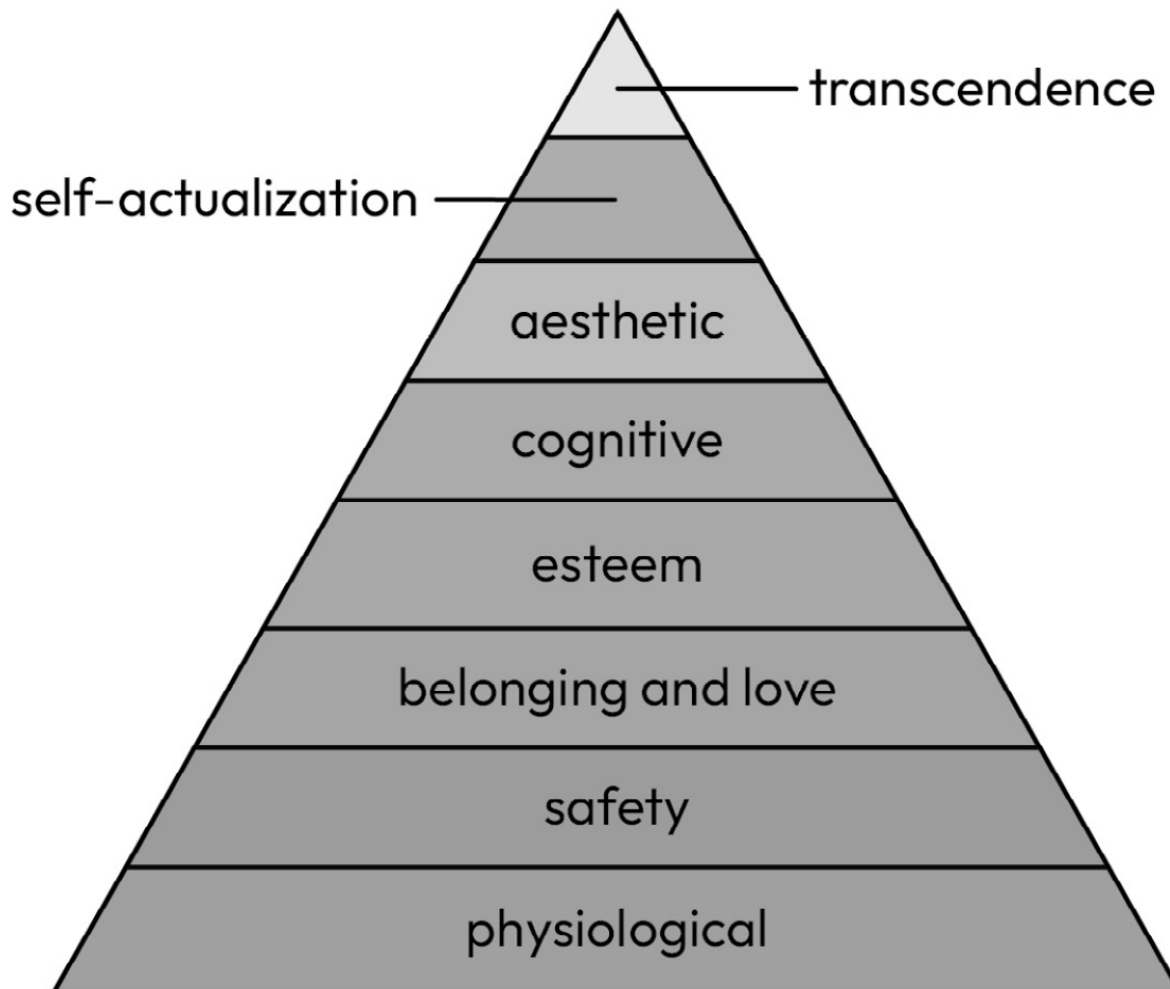 transcendence
self-actualization
aesthetic
cognitive
esteem
belonging and love
safety
physiological